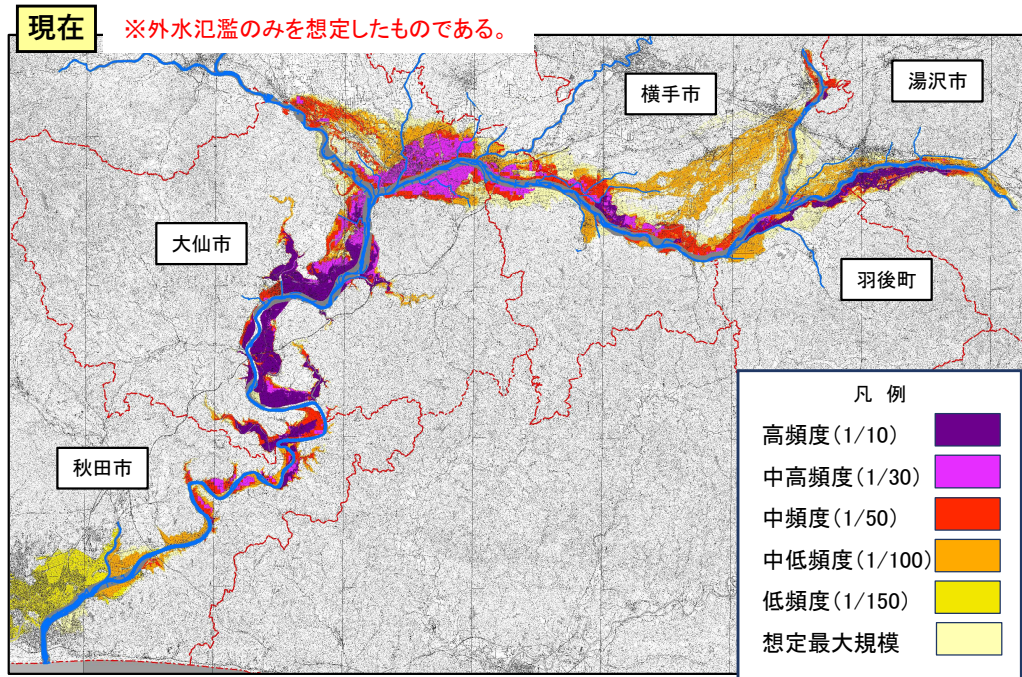 現在
※外水氾濫のみを想定したものである。
横手市
湯沢市
大仙市
羽後町
秋田市
凡 例
高頻度(1/10)
中高頻度(1/30)
中頻度(1/50)
中低頻度(1/100)
低頻度(1/150)
想定最大規模